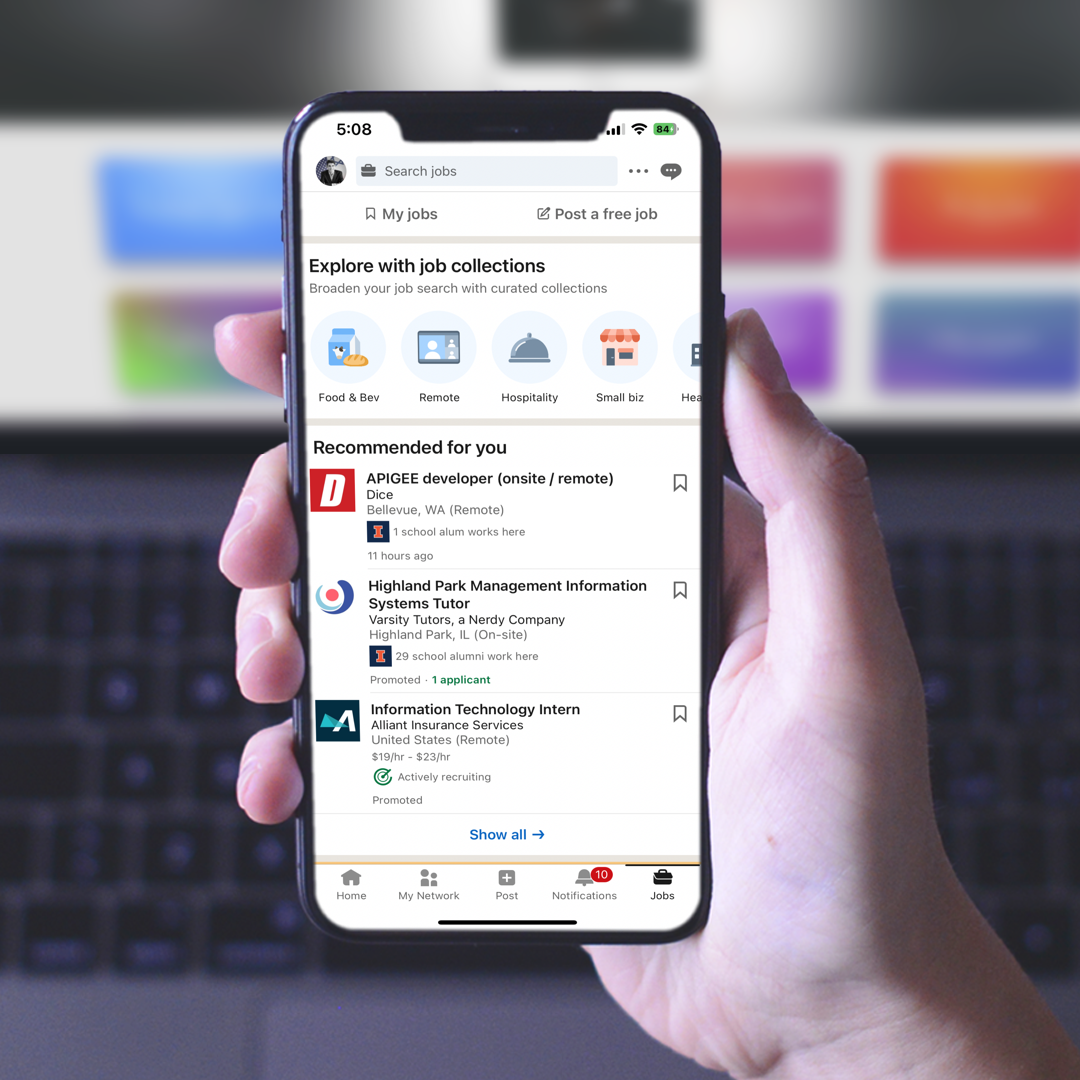 5:08
84
Search jobs
My jobs
Post a free job
Explore with job collections
Broaden your job search with curated collections
Food & Bev
Remote
Hospitality
Small biz
Hea
Recommended for you
D
APIGEE developer (onsite / remote)
Dice
Bellevue, WA (Remote)
I
1 school alum works here
11 hours ago
Highland Park Management Information
Systems Tutor
Varsity Tutors, a Nerdy Company
Highland Park, IL (On-site)
I
29 school alumni work here
Promoted · 1 applicant
A
Information Technology Intern
Alliant Insurance Services
United States (Remote)
$19/hr - $23/hr
Actively recruiting
Promoted
Show all →
10
Home
My Network
Post
Notifications
Jobs